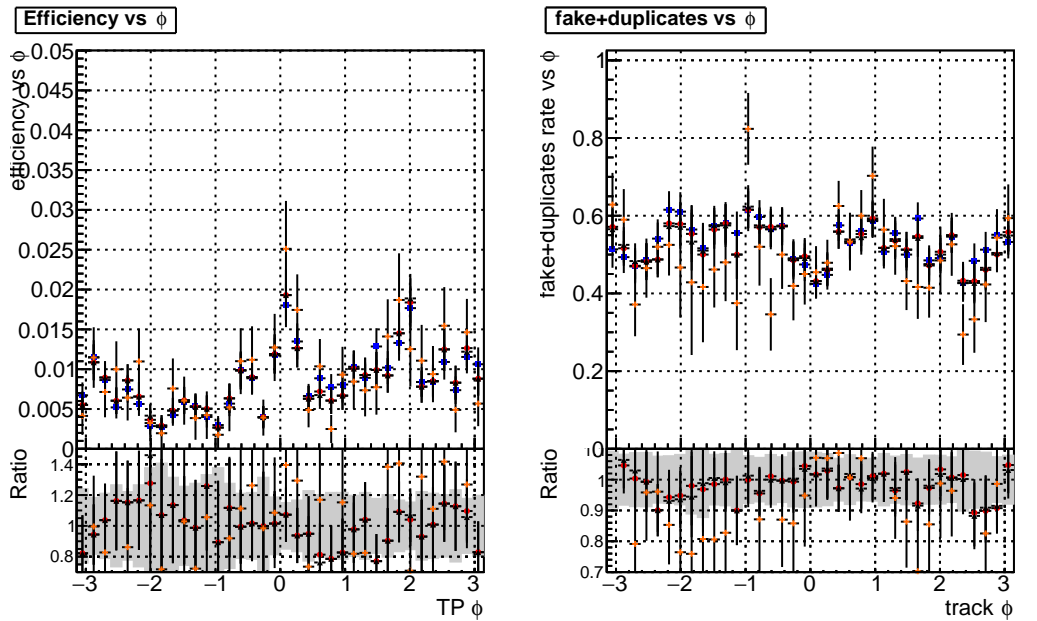 Efficiency vs ϕ
efficiency vs ϕ
0.05
0.045
0.04
0.035
0.03
0.025
0.02
0.015
0.01
0.005
0
Ratio
1.4
1.2
1
0.8
−3 −2 −1 0 1 2 3
TP ϕ
fake+duplicates vs ϕ
fake+duplicates rate vs ϕ
1
0.8
0.6
0.4
0.2
0
Ratio
1
0.9
0.8
0.7
−3 −2 −1 0 1 2 3
track ϕ